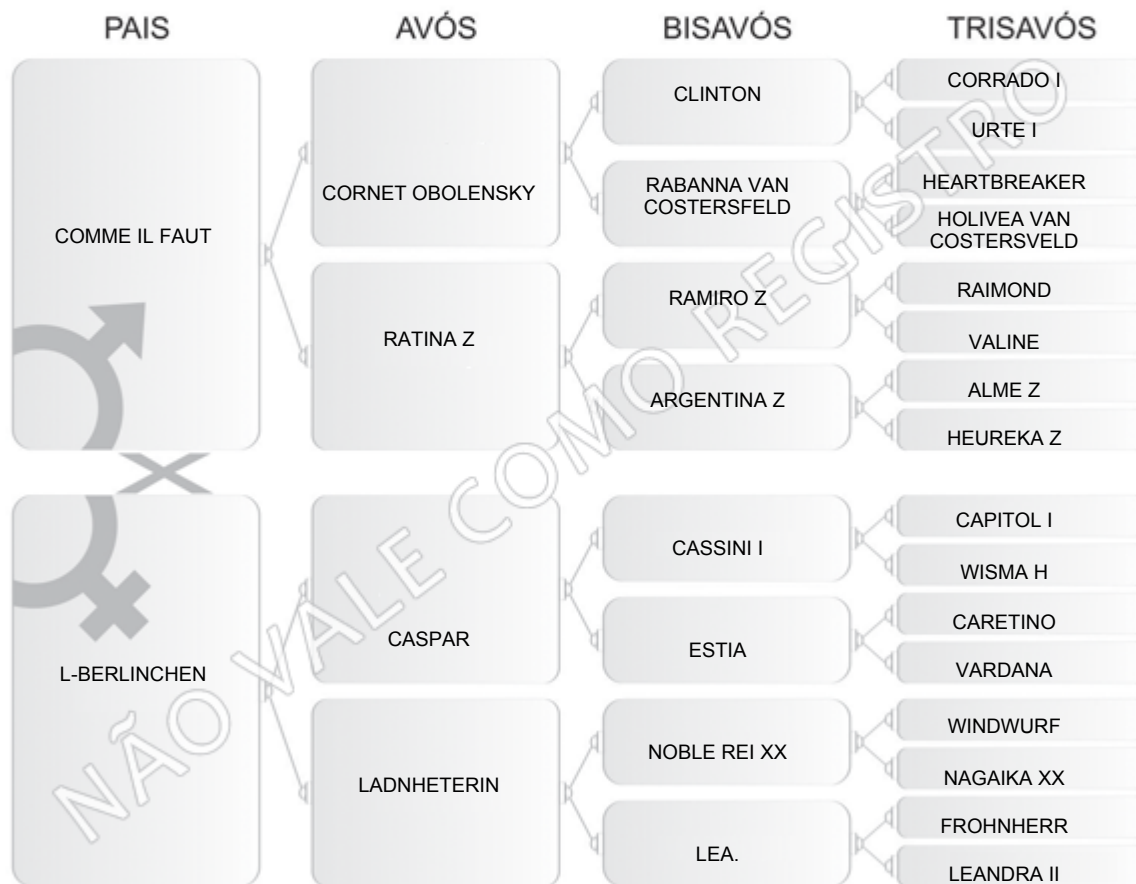 PAIS AVÓS BISAVÓS TRISAVÓS
COMME IL FAUT
CORNET OBOLENSKY
RATINA Z
CLINTON
RABANNA VAN
COSTERSFELD
RAMIRO Z
ARGENTINA Z
CORRADO I
URTE I
HEARTBREAKER
HOLIVEA VAN
COSTERSVELD
RAIMOND
VALINE
ALME Z
HEUREKA Z
L-BERLINCHEN
CASPAR
LADNHETERIN
CASSINI I
ESTIA
NOBLE REI XX
LEA.
CAPITOL I
WISMA H
CARETINO
VARDANA
WINDWURF
NAGAIKA XX
FROHNHERR
LEANDRA II
NÃO VALE COMO REGISTRO